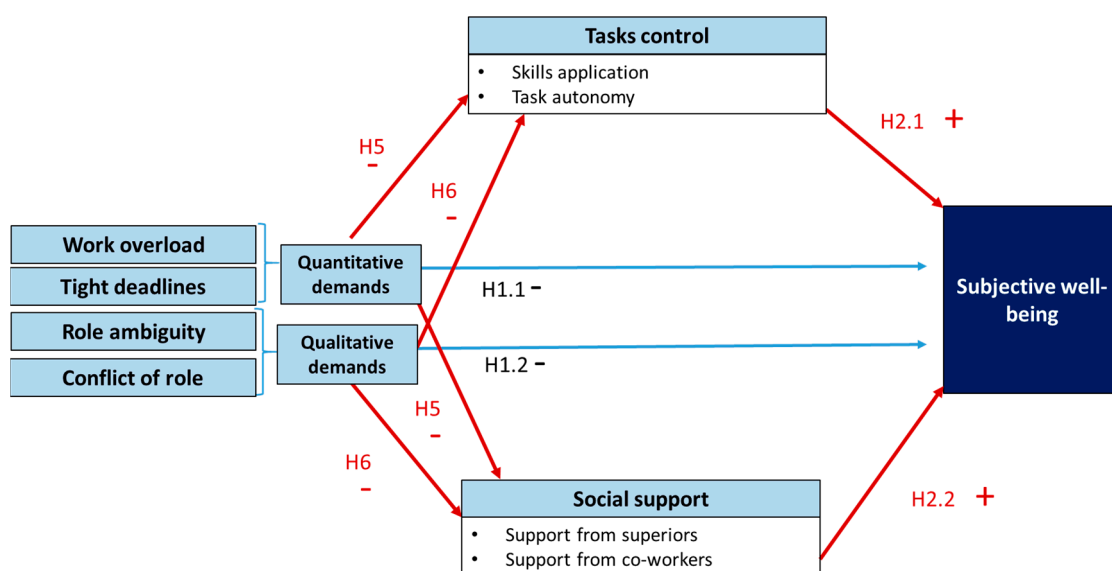 Tasks control
• Skills application
• Task autonomy
H2.1 +
H5
-
H6
-
Work overload
Tight deadlines
Role ambiguity
Conflict of role
Quantitative
demands
Qualitative
demands
H1.1 -
H1.2 -
Subjective well-
being
H5
-
H6
-
Social support
• Support from superiors
• Support from co-workers
H2.2 +